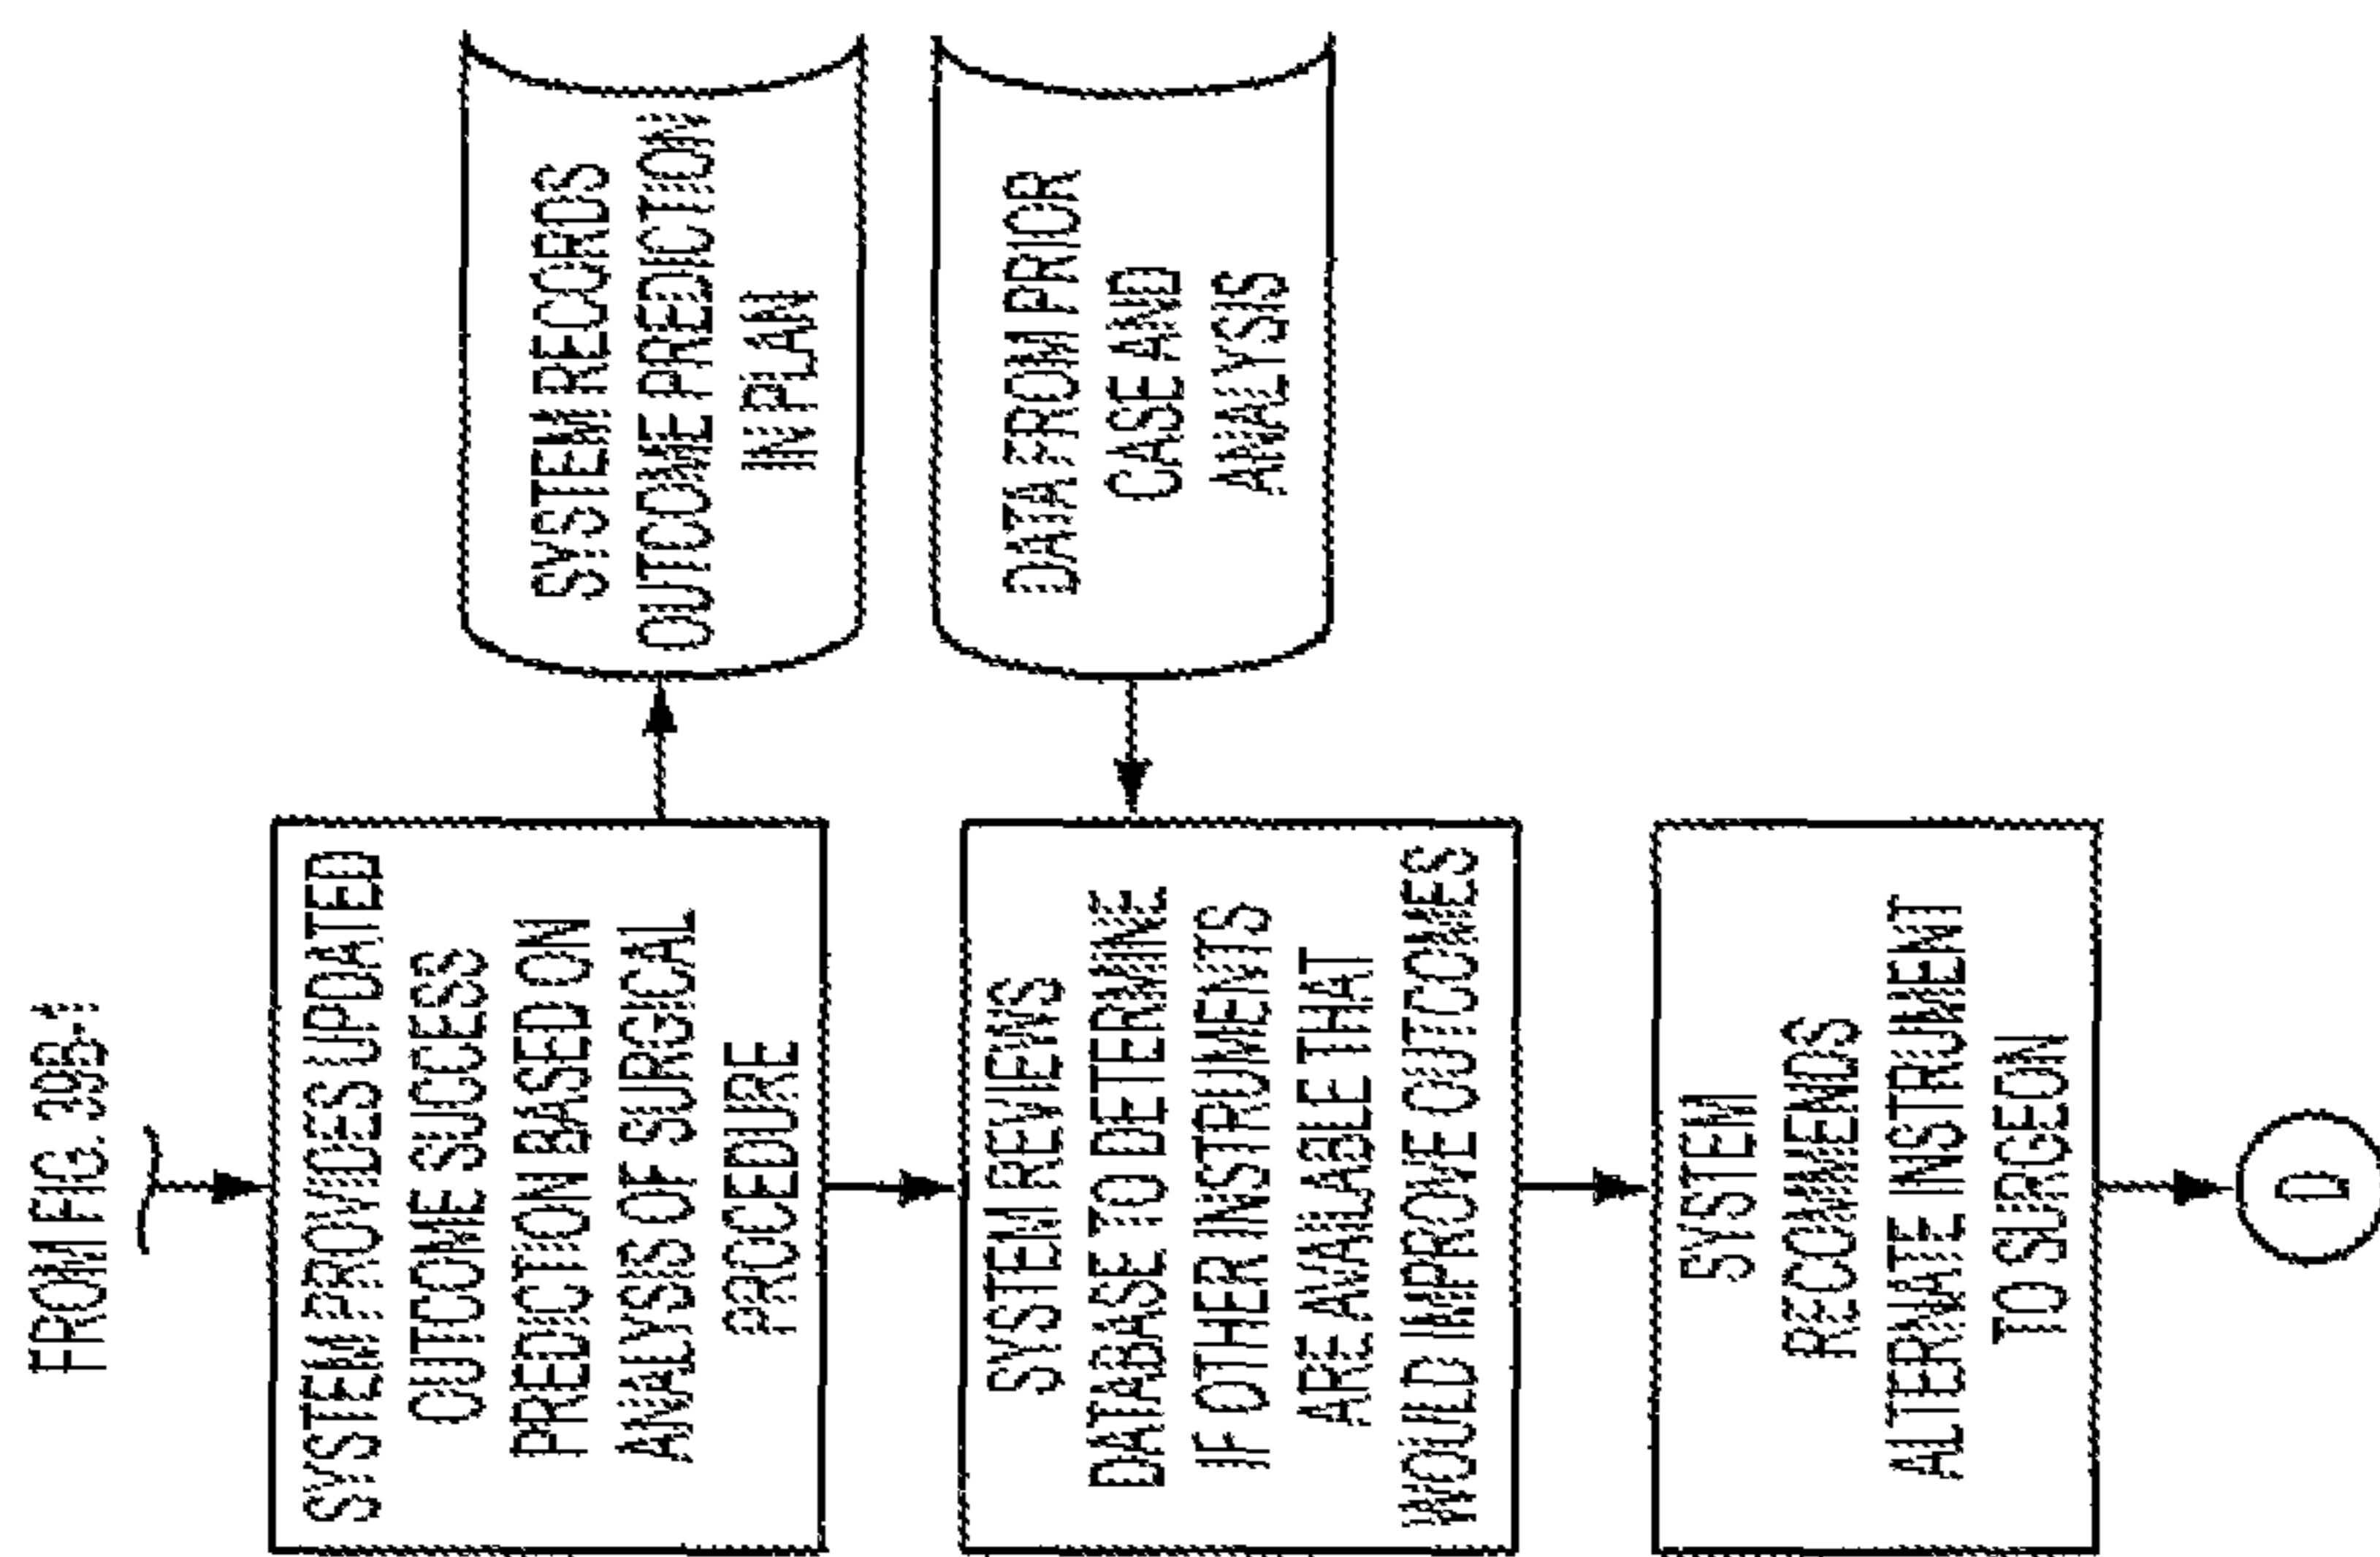 FROM FIG. 39B-1
SYSTEM PROVIDES UPDATED
OUTCOME SUCCESS
PREDICTION BASED ON
ANALYSIS OF SURGICAL
PROCEDURE
SYSTEM RECORDS
OUTCOME PREDICTION
IN PLAN
SYSTEM REVIEWS
DATABASE TO DETERMINE
IF OTHER INSTRUMENTS
ARE AVAILABLE THAT
WOULD IMPROVE OUTCOMES
DATA FROM PRIOR
CASE AND
ANALYSIS
SYSTEM
RECOMMENDS
ALTERNATE INSTRUMENT
TO SURGEON
D